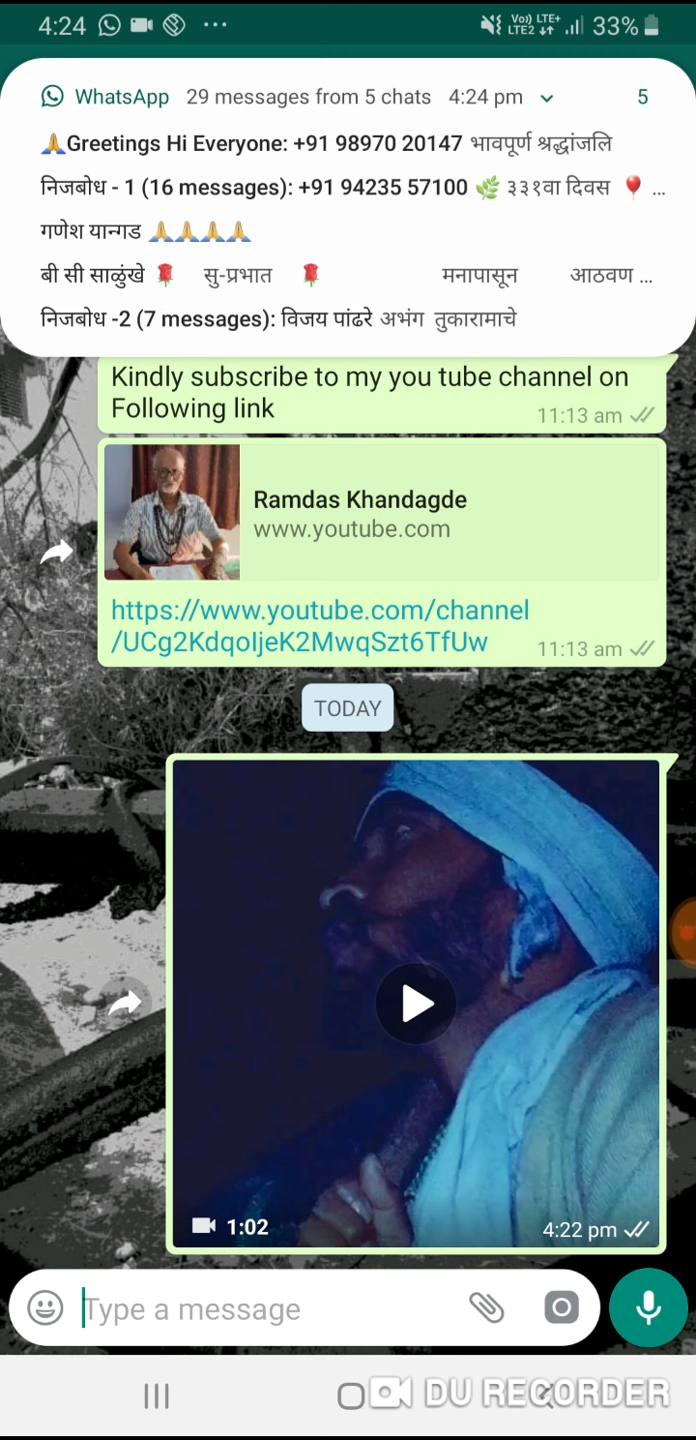 4:24 Vo)) LTE+ LTE2 33%
WhatsApp 29 messages from 5 chats 4:24 pm 5
🙏Greetings Hi Everyone: +91 98970 20147 भावपूर्ण श्रद्धांजलि
निजबोध - 1 (16 messages): +91 94235 57100 🌿 ३३१वा दिवस 🎈 ...
गणेश यान्गड 🙏🙏🙏🙏
बी सी साळुंखे 🌹 सु-प्रभात 🌹 मनापासून आठवण ...
निजबोध -2 (7 messages): विजय पांढरे अभंग तुकारामाचे
Kindly subscribe to my you tube channel on
Following link 11:13 am
Ramdas Khandagde
www.youtube.com
https://www.youtube.com/channel
/UCg2KdqoIjeK2MwqSzt6TfUw 11:13 am
TODAY
1:02 4:22 pm
Type a message
DU RECORDER